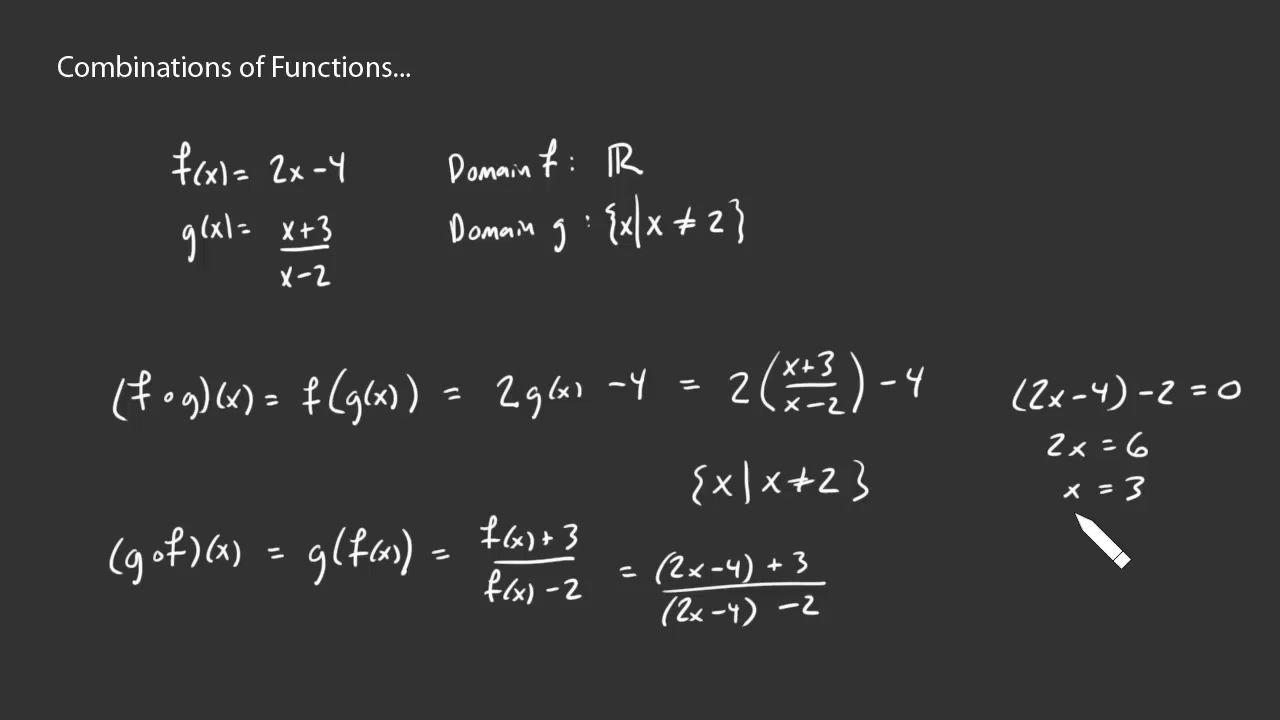 Combinations of Functions...
f(x) = 2x - 4 Domain f : ℝ
g(x) = (x+3)/(x-2) Domain g : {x | x ≠ 2}
(f∘g)(x) = f(g(x)) = 2g(x) - 4 = 2((x+3)/(x-2)) - 4
{x | x ≠ 2}
(g∘f)(x) = g(f(x)) = (f(x)+3)/(f(x)-2) = ((2x-4)+3)/((2x-4)-2)
(2x-4) - 2 = 0
2x = 6
x = 3